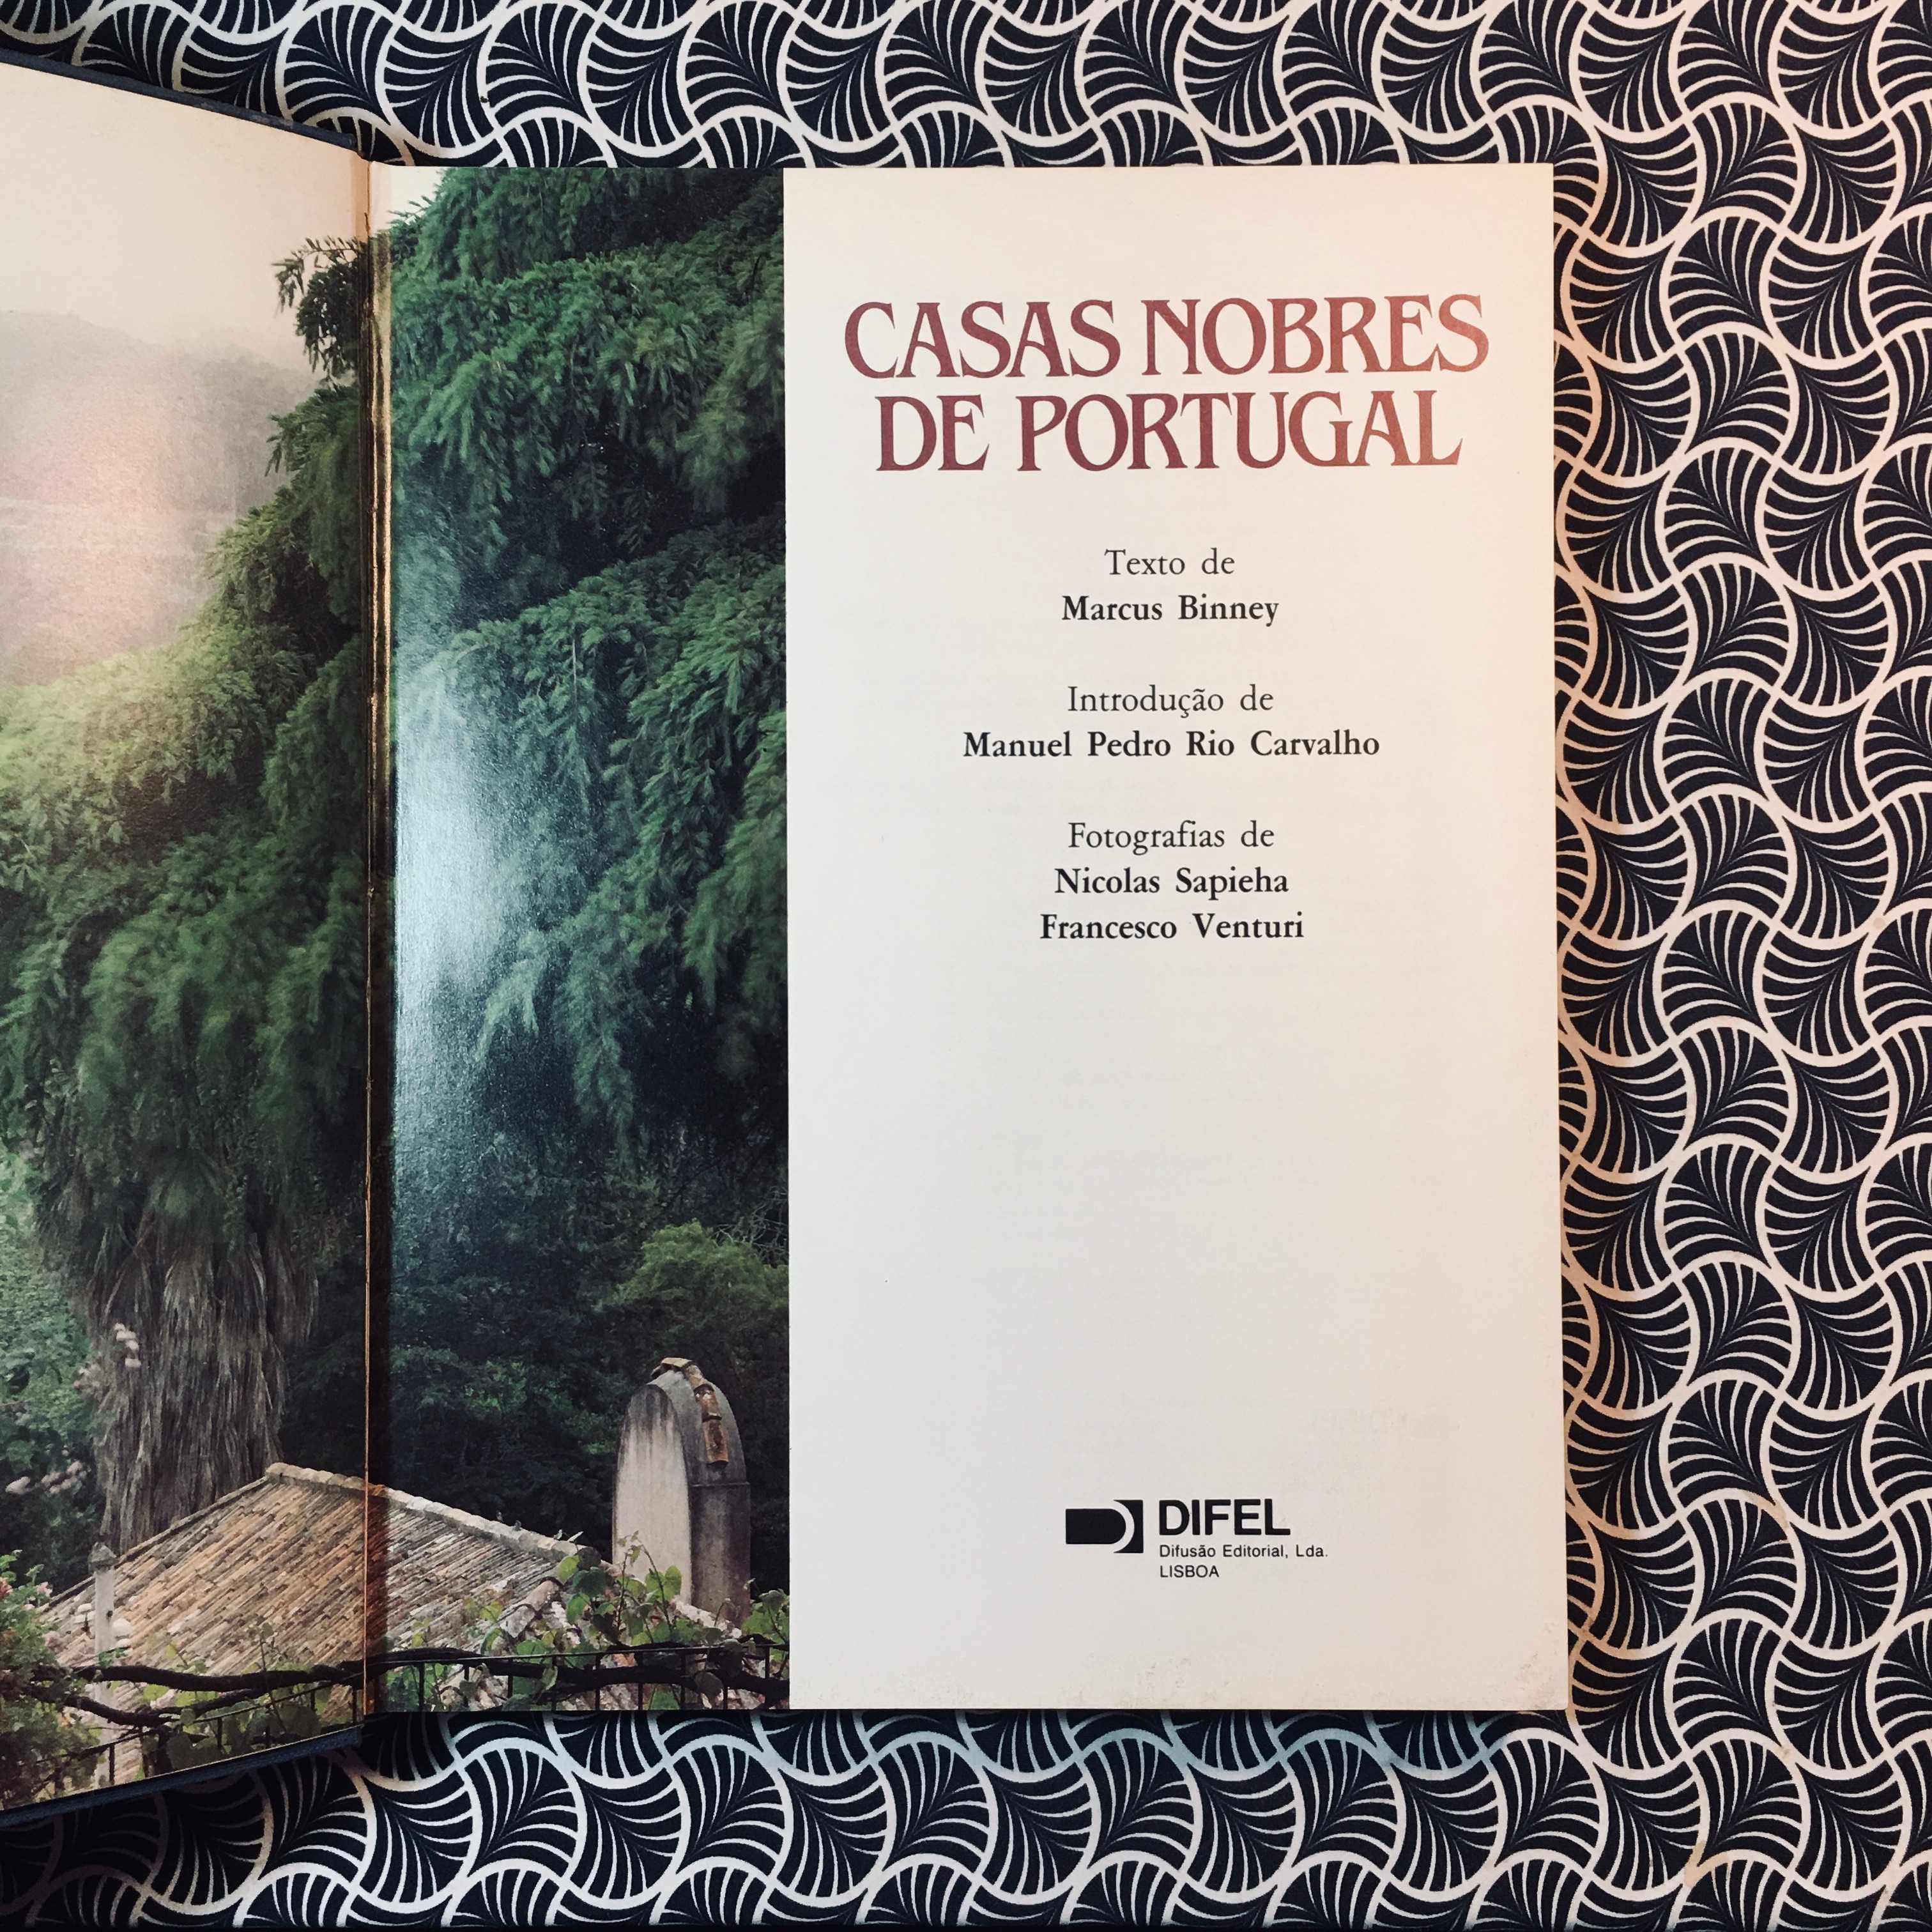 CASAS NOBRES
DE PORTUGAL
Texto de
Marcus Binney
Introdução de
Manuel Pedro Rio Carvalho
Fotografias de
Nicolas Sapieha
Francesco Venturi
DIFEL
Difusão Editorial, Lda.
LISBOA